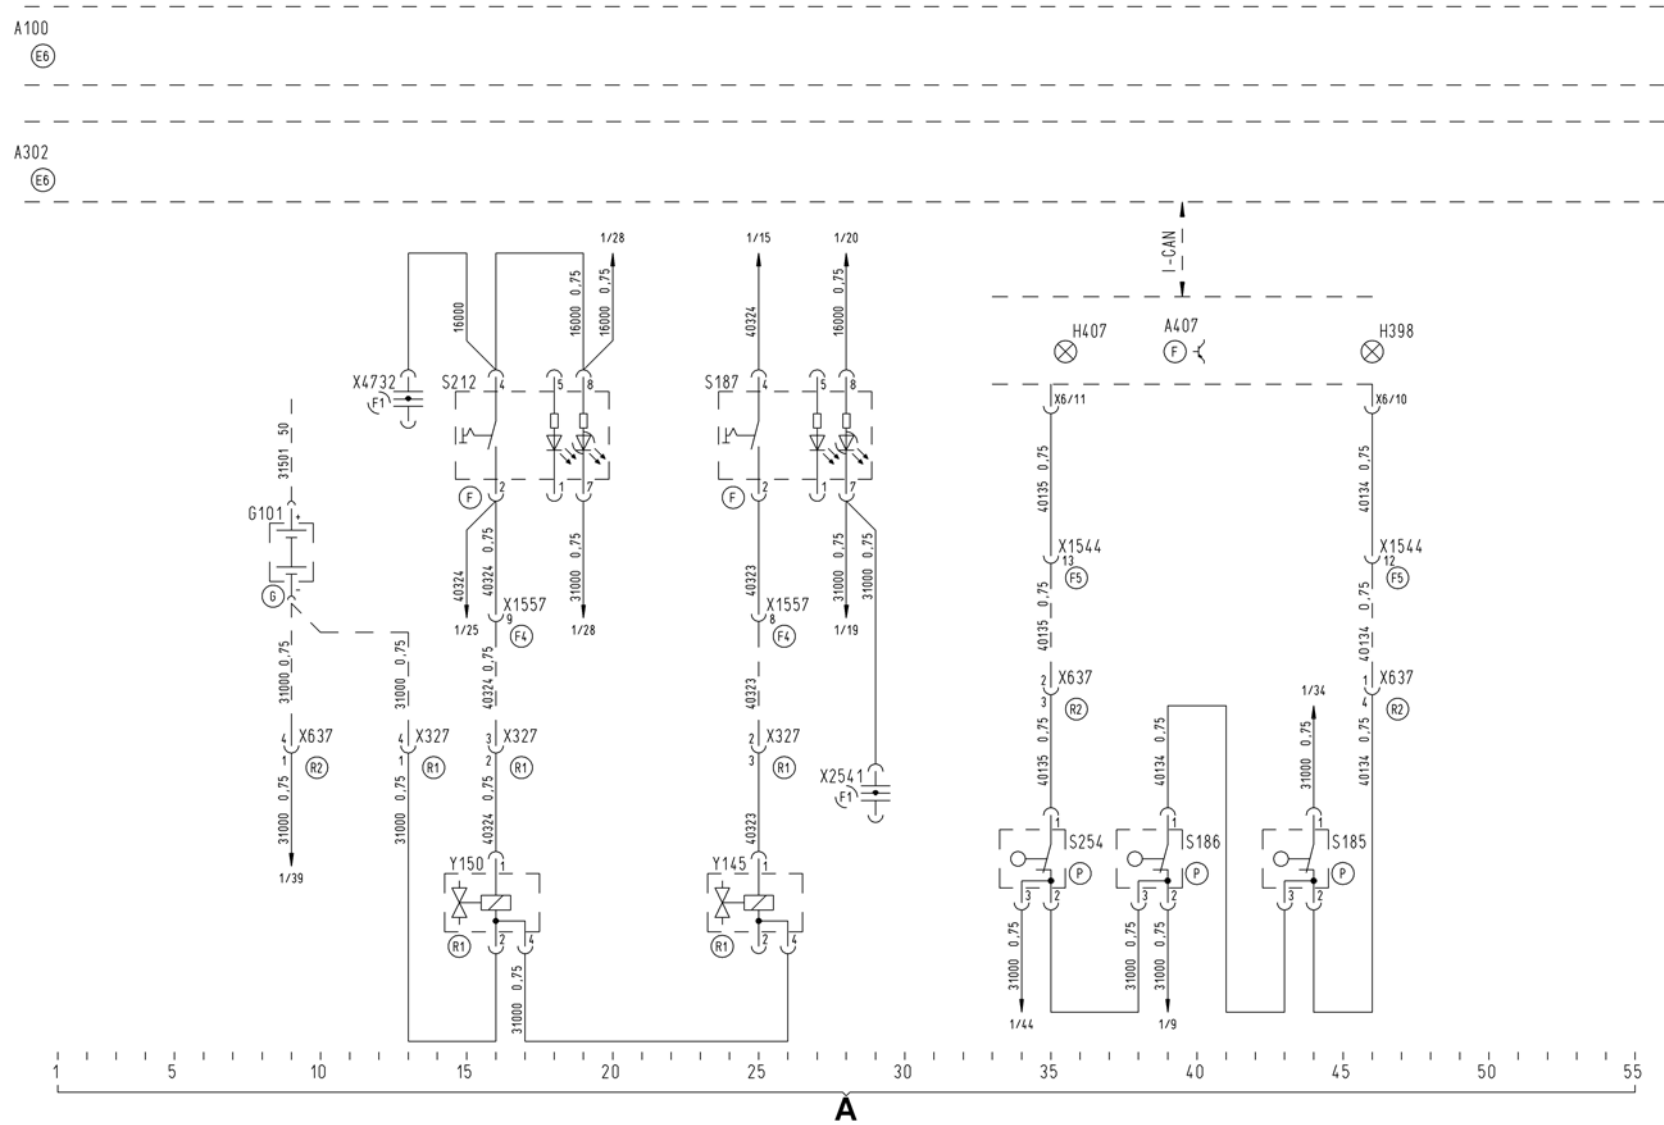 A100
E6
A302
E6
I-CAN
1/28
1/15
1/20
16000
16000 0,75
16000 0,75
40324
16000 0,75
H407
A407
F
H398
X4732
F1
S212
4
5
8
S187
4
5
8
X6/11
X6/10
31501 50
40135 0,75
40134 0,75
F
2
1
7
F
2
1
7
G101
+
-
G
40324
40324 0,75
31000 0,75
40323
31000 0,75
31000 0,75
X1544
13
F5
X1544
12
F5
1/25
X1557
9
F4
1/28
X1557
8
F4
1/19
40135 0,75
40134 0,75
31000 0,75
31000 0,75
40324 0,75
40323
2
X637
3
R2
1
X637
4
R2
1/34
4
X637
1
R2
4
X327
1
R1
3
X327
2
R1
2
X327
3
R1
X2541
F1
40135 0,75
40134 0,75
31000 0,75
40134 0,75
31000 0,75
31000 0,75
40324 0,75
40323
1/39
Y150
1
Y145
1
1
S254
P
1
S186
P
1
S185
P
3
2
3
2
3
2
R1
2
4
R1
2
4
31000 0,75
31000 0,75
31000 0,75
31000 0,75
1/44
1/9
1 5 10 15 20 25 30 35 40 45 50 55
A